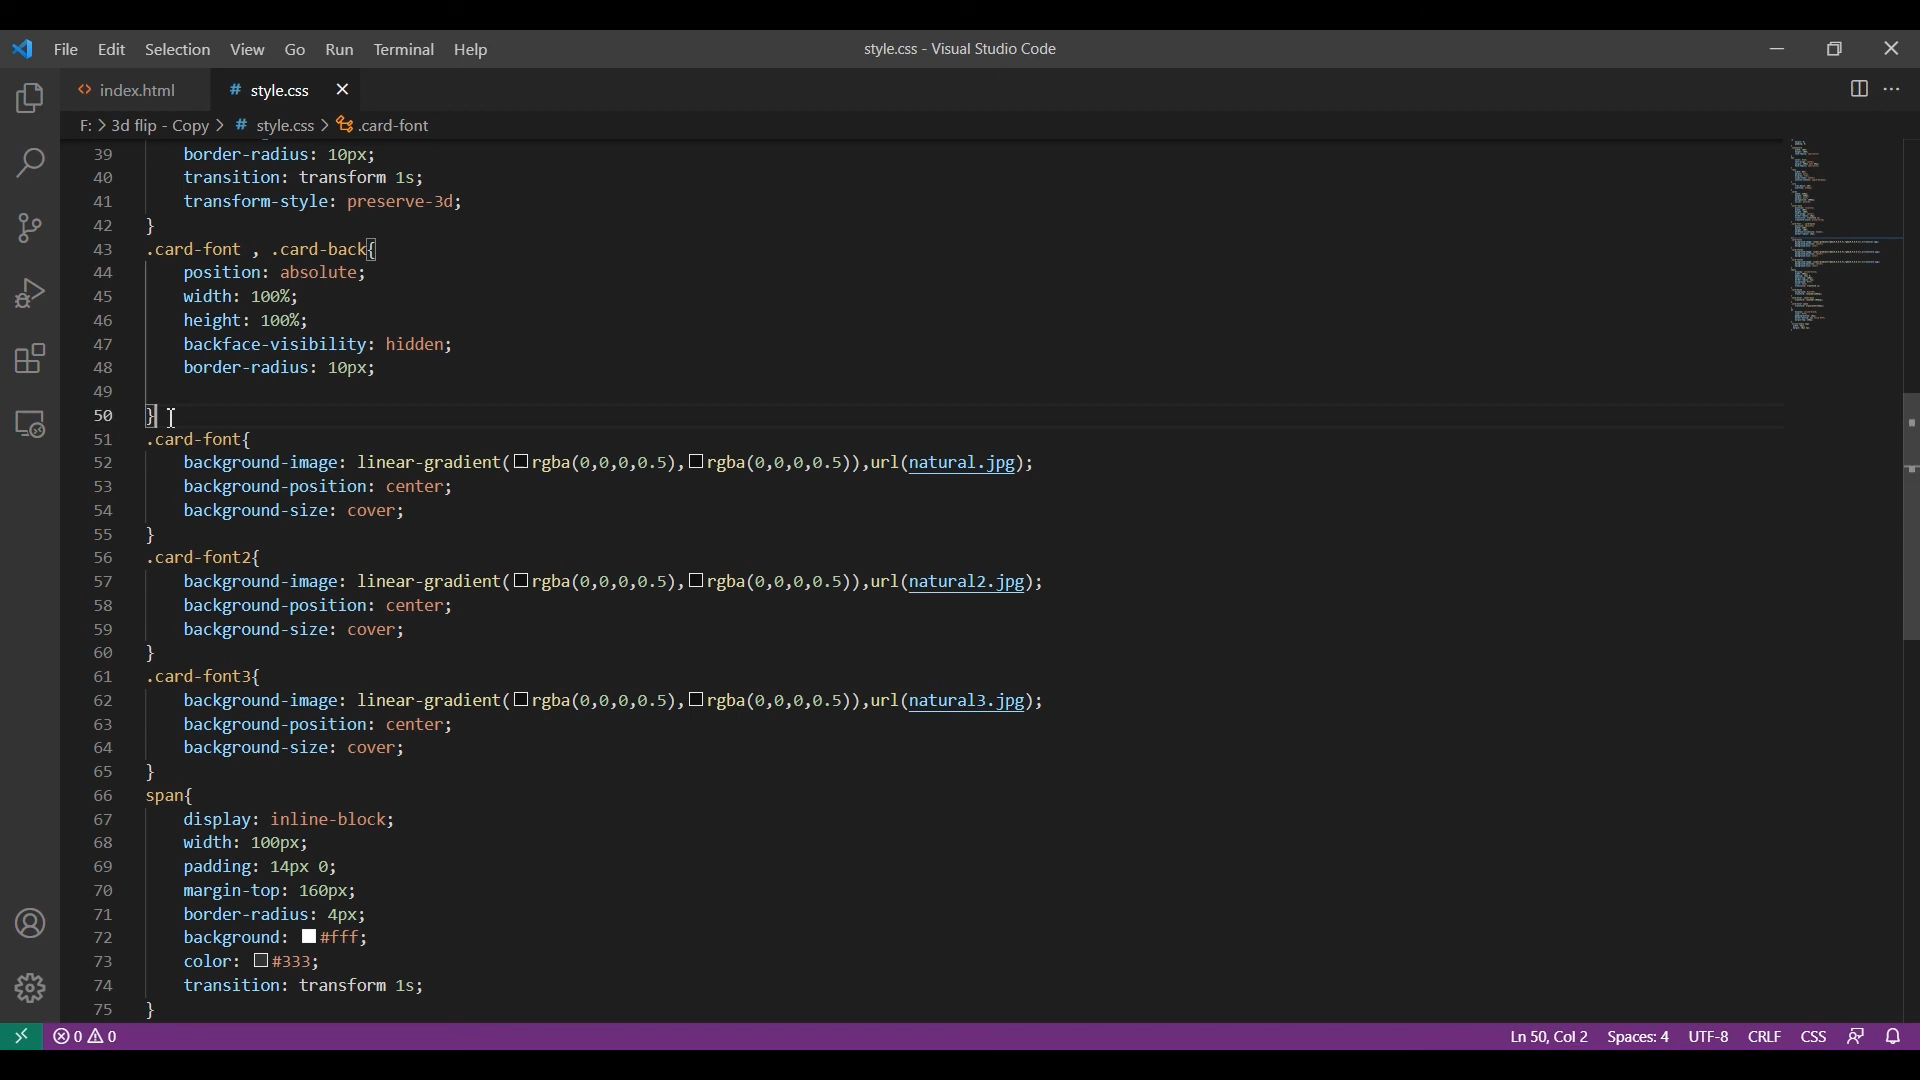 File Edit Selection View Go Run Terminal Help style.css - Visual Studio Code
index.html # style.css
F: > 3d flip - Copy > # style.css > .card-font
39 border-radius: 10px;
40 transition: transform 1s;
41 transform-style: preserve-3d;
42 }
43 .card-font , .card-back{
44 position: absolute;
45 width: 100%;
46 height: 100%;
47 backface-visibility: hidden;
48 border-radius: 10px;
49
50 }
51 .card-font{
52 background-image: linear-gradient(rgba(0,0,0,0.5),rgba(0,0,0,0.5)),url(natural.jpg);
53 background-position: center;
54 background-size: cover;
55 }
56 .card-font2{
57 background-image: linear-gradient(rgba(0,0,0,0.5),rgba(0,0,0,0.5)),url(natural2.jpg);
58 background-position: center;
59 background-size: cover;
60 }
61 .card-font3{
62 background-image: linear-gradient(rgba(0,0,0,0.5),rgba(0,0,0,0.5)),url(natural3.jpg);
63 background-position: center;
64 background-size: cover;
65 }
66 span{
67 display: inline-block;
68 width: 100px;
69 padding: 14px 0;
70 margin-top: 160px;
71 border-radius: 4px;
72 background: #fff;
73 color: #333;
74 transition: transform 1s;
75 }
0 0 Ln 50, Col 2 Spaces: 4 UTF-8 CRLF CSS